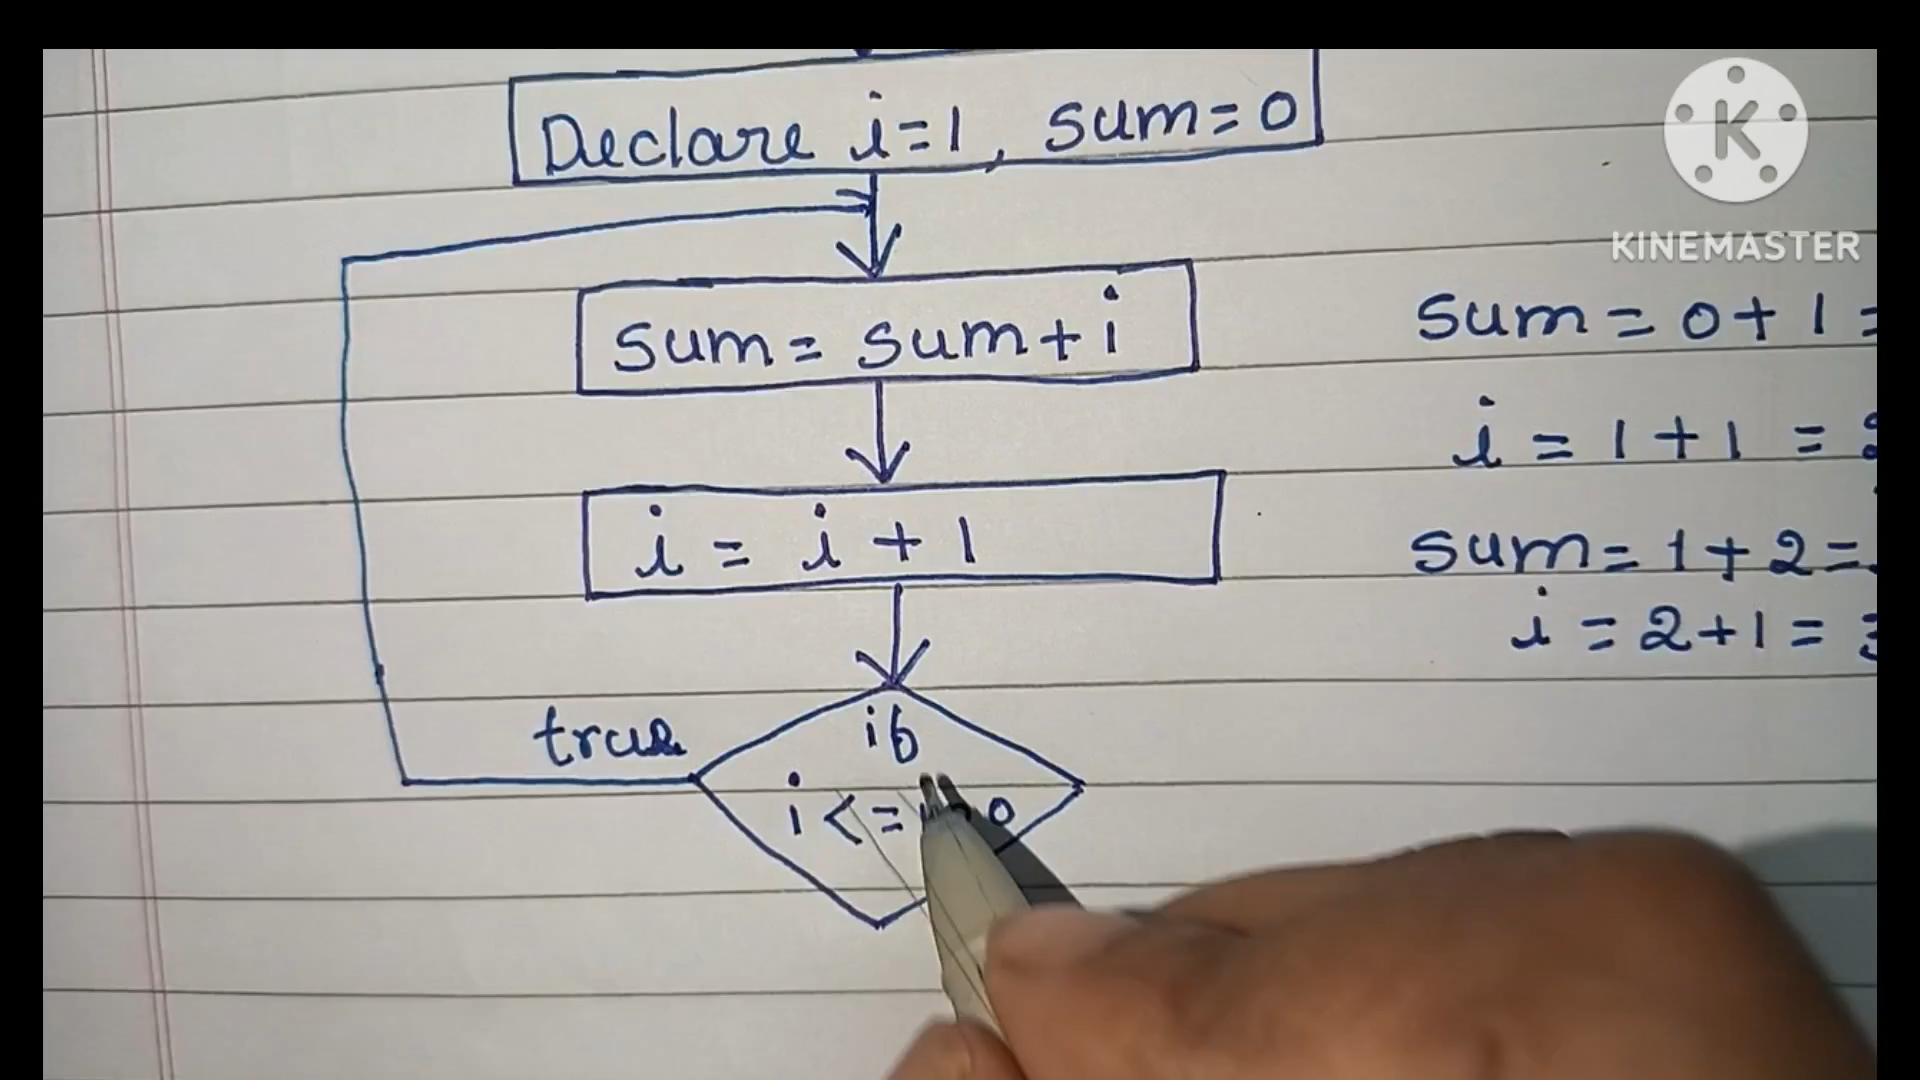 Declare i=1, sum=0
sum= sum+i
i = i + 1
true
if
i <=
KINEMASTER
sum = 0 + 1 =
i = 1 + 1 =
sum = 1 + 2 =
i = 2 + 1 = 3